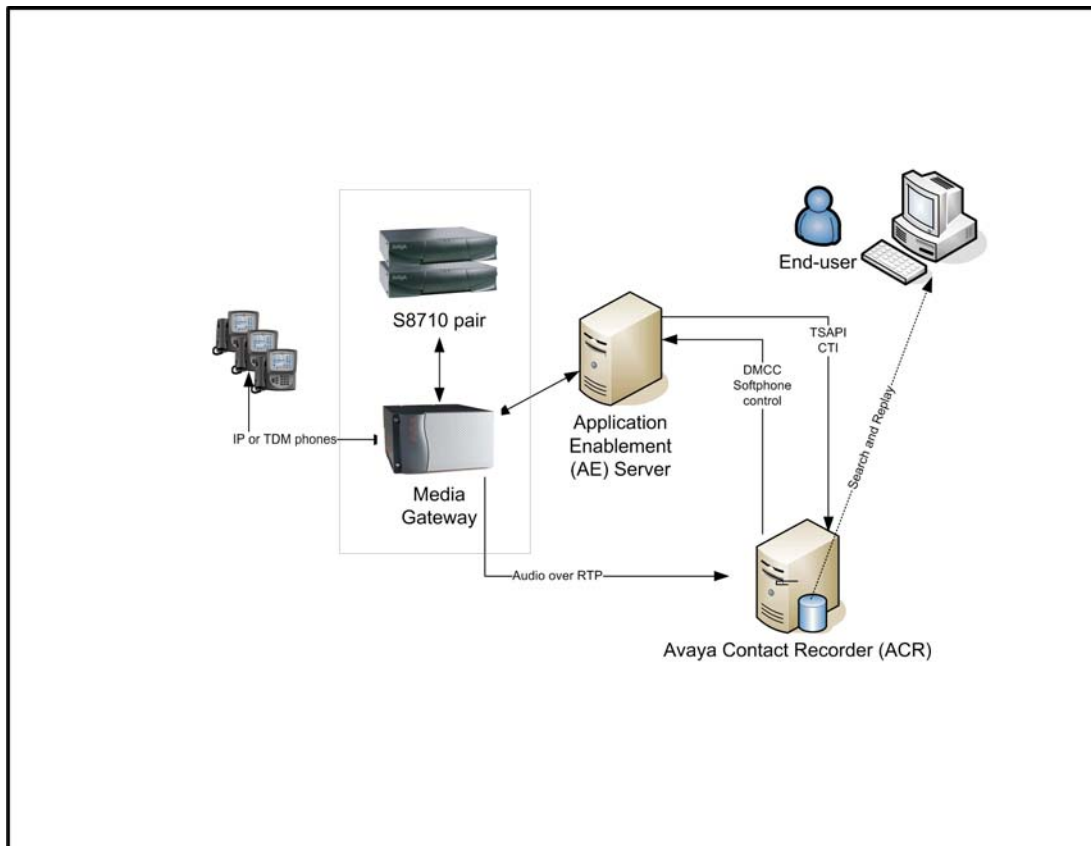 End-user
S8710 pair
TSAPI
CTI
DMCC
Softphone
control
IP or TDM phones
Application
Enablement
(AE) Server
Media
Gateway
Search and Replay
Audio over RTP
Avaya Contact Recorder (ACR)